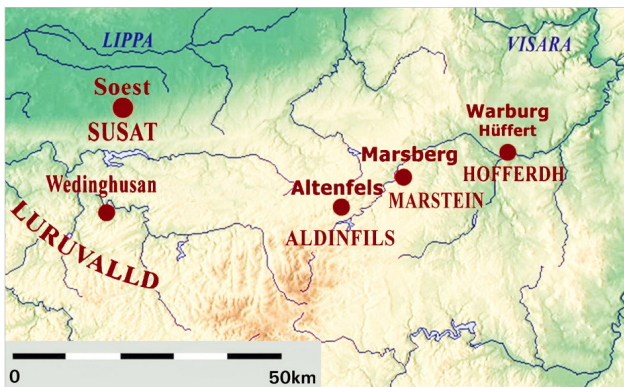 LIPPA
VISARA
Soest
SUSAT
Warburg
Hüffert
HOFFERDH
Marsberg
MARSTEIN
Wedinghusan
Altenfels
ALDINFILS
LURUVALLD
0
50km